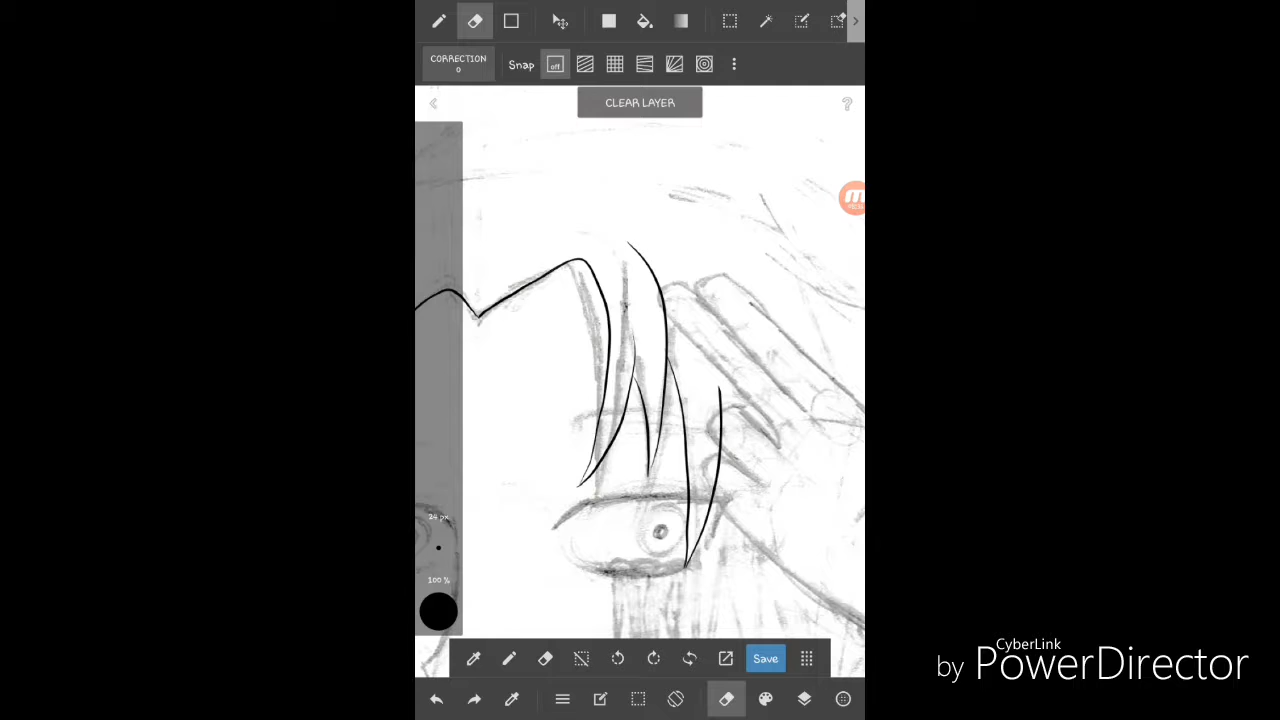 CORRECTION
0
Snap
off
CLEAR LAYER
?
24 px
100 %
Save
CyberLink
by PowerDirector